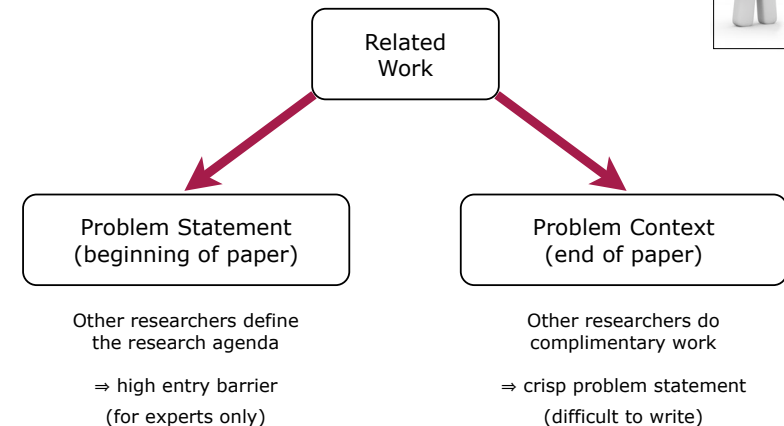 Related
Work
Problem Statement
(beginning of paper)
Problem Context
(end of paper)
Other researchers define
the research agenda
⇒ high entry barrier
(for experts only)
Other researchers do
complimentary work
⇒ crisp problem statement
(difficult to write)